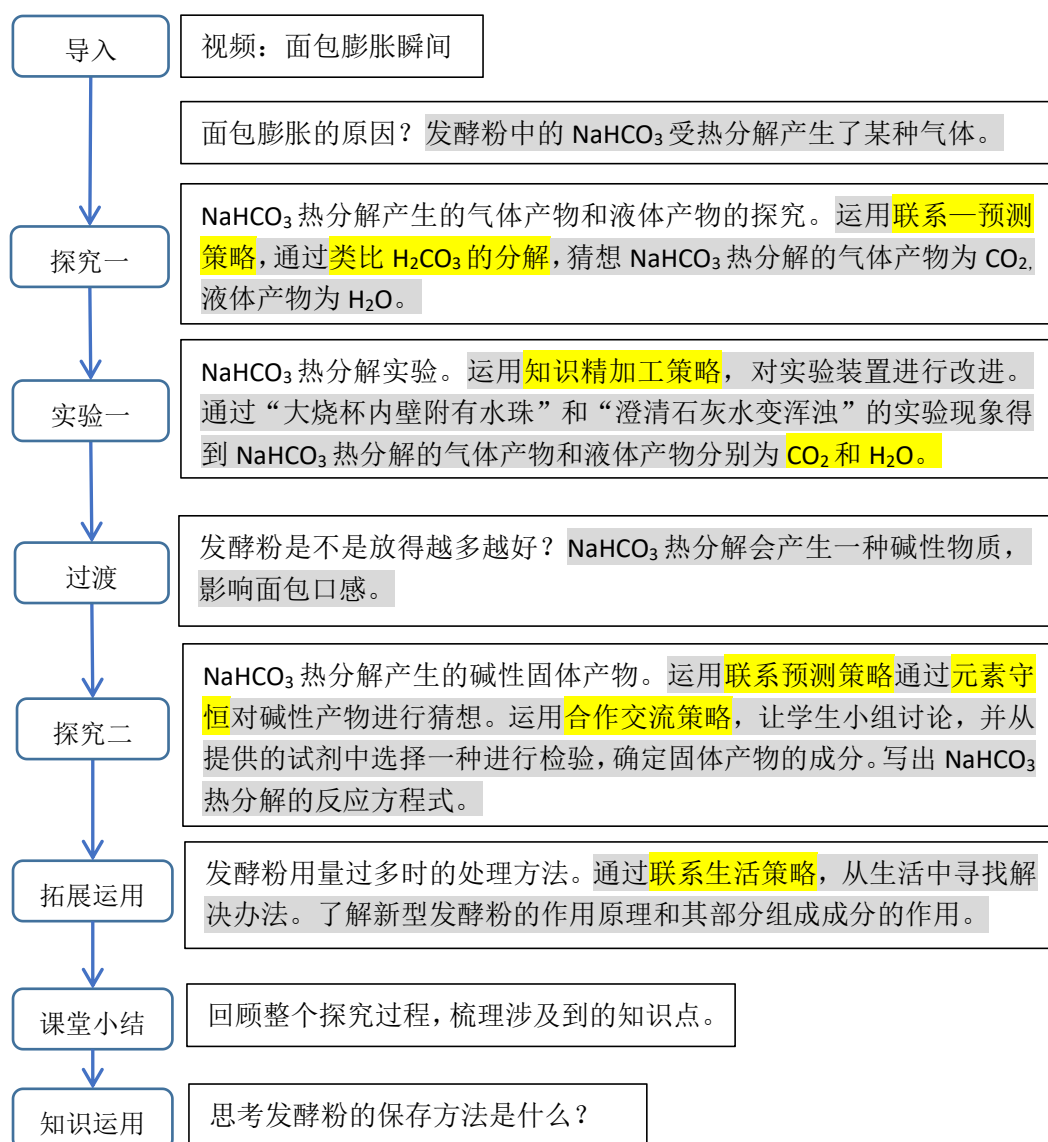 导入
视频：面包膨胀瞬间
面包膨胀的原因？发酵粉中的 NaHCO₃ 受热分解产生了某种气体。
探究一
NaHCO₃ 热分解产生的气体产物和液体产物的探究。运用联系—预测
策略，通过类比 H₂CO₃ 的分解，猜想 NaHCO₃ 热分解的气体产物为 CO₂,
液体产物为 H₂O。
实验一
NaHCO₃ 热分解实验。运用知识精加工策略，对实验装置进行改进。
通过“大烧杯内壁附有水珠”和“澄清石灰水变浑浊”的实验现象得
到 NaHCO₃ 热分解的气体产物和液体产物分别为 CO₂ 和 H₂O。
过渡
发酵粉是不是放得越多越好？NaHCO₃ 热分解会产生一种碱性物质，
影响面包口感。
探究二
NaHCO₃ 热分解产生的碱性固体产物。运用联系预测策略通过元素守
恒对碱性产物进行猜想。运用合作交流策略，让学生小组讨论，并从
提供的试剂中选择一种进行检验，确定固体产物的成分。写出 NaHCO₃
热分解的反应方程式。
拓展运用
发酵粉用量过多时的处理方法。通过联系生活策略，从生活中寻找解
决办法。了解新型发酵粉的作用原理和其部分组成成分的作用。
课堂小结
回顾整个探究过程，梳理涉及到的知识点。
知识运用
思考发酵粉的保存方法是什么？